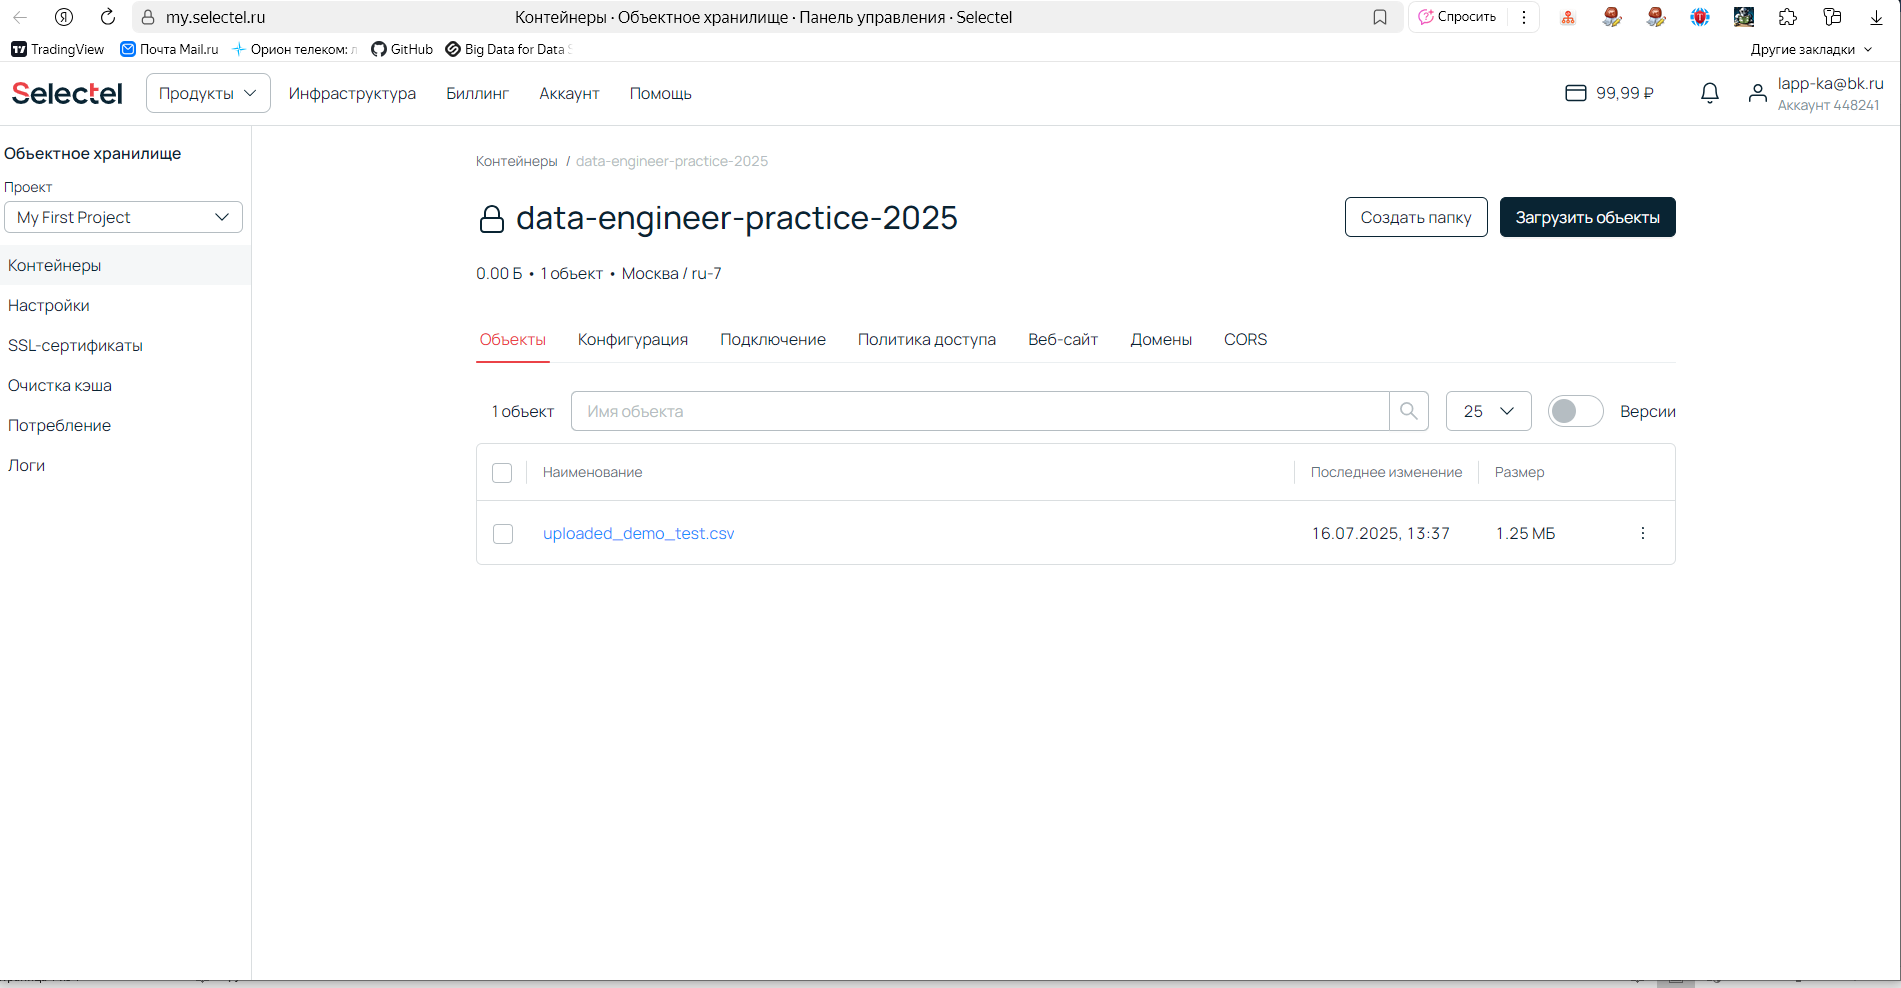 my.selectel.ru Контейнеры · Объектное хранилище · Панель управления · Selectel Спросить
TradingView Почта Mail.ru Орион телеком: GitHub Big Data for Data Другие закладки
Selectel Продукты Инфраструктура Биллинг Аккаунт Помощь 99,99 ₽ lapp-ka@bk.ru
Аккаунт 448241
Объектное хранилище
Проект
My First Project
Контейнеры
Настройки
SSL-сертификаты
Очистка кэша
Потребление
Логи
Контейнеры / data-engineer-practice-2025
data-engineer-practice-2025 Создать папку Загрузить объекты
0.00 Б • 1 объект • Москва / ru-7
Объекты Конфигурация Подключение Политика доступа Веб-сайт Домены CORS
1 объект Имя объекта 25 Версии
Наименование Последнее изменение Размер
uploaded_demo_test.csv 16.07.2025, 13:37 1.25 МБ